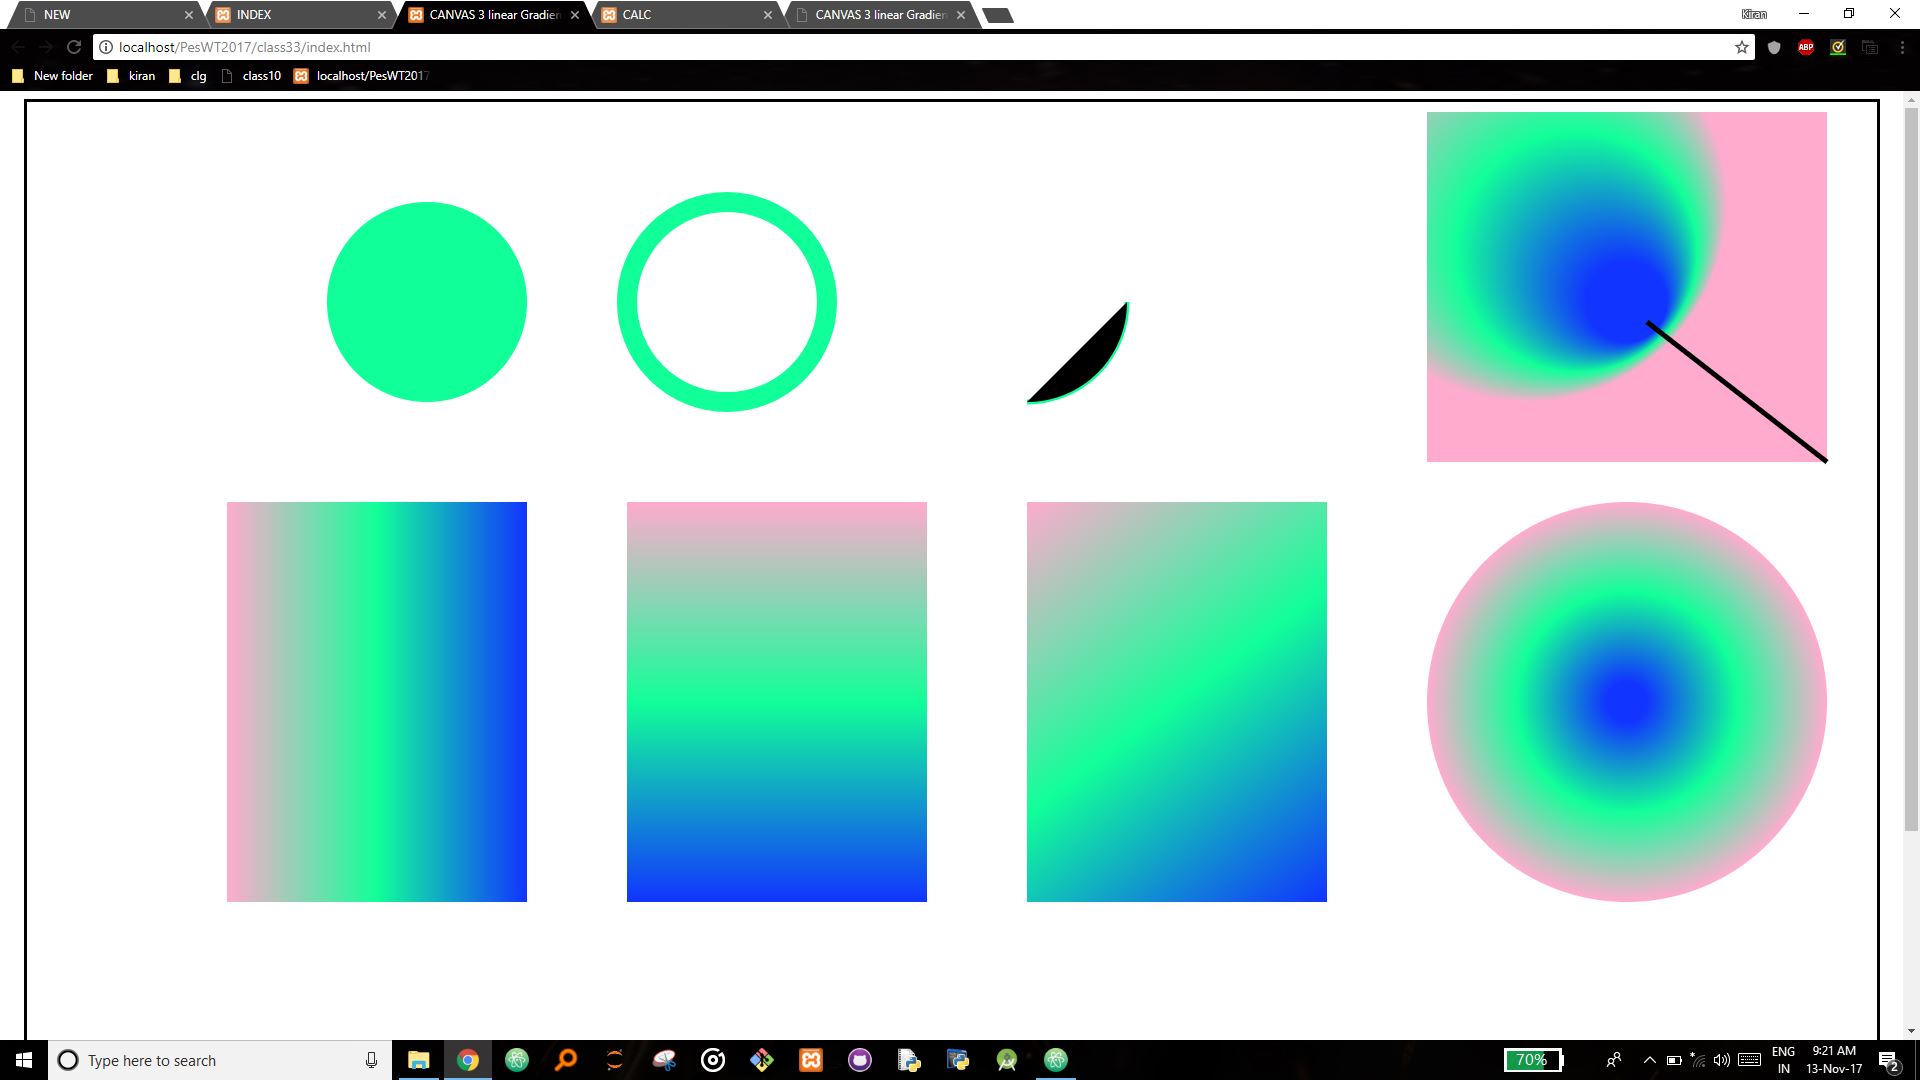 NEW
INDEX
CANVAS 3 linear Gradien
CALC
CANVAS 3 linear Gradien
Kiran
localhost/PesWT2017/class33/index.html
ABP
New folder
kiran
clg
class10
localhost/PesWT2017
Type here to search
70%
ENG
IN
9:21 AM
13-Nov-17
2